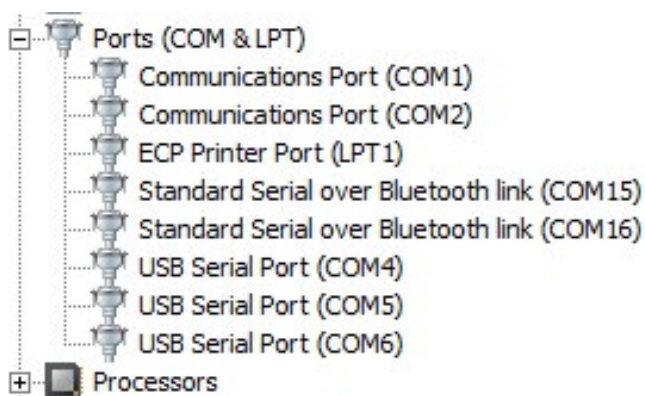 Ports (COM & LPT)
Communications Port (COM1)
Communications Port (COM2)
ECP Printer Port (LPT1)
Standard Serial over Bluetooth link (COM15)
Standard Serial over Bluetooth link (COM16)
USB Serial Port (COM4)
USB Serial Port (COM5)
USB Serial Port (COM6)
Processors